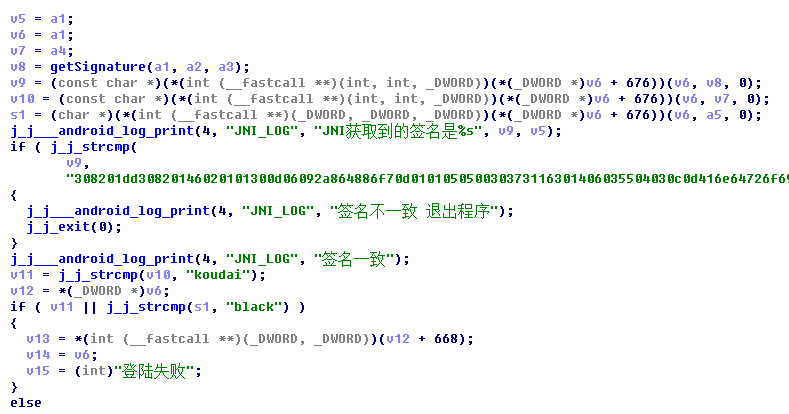 v5 = a1;
v6 = a1;
v7 = a4;
v8 = getSignature(a1, a2, a3);
v9 = (const char *)(*(int (__fastcall **)(int, int, _DWORD))(*(_DWORD *)v6 + 676))(v6, v8, 0);
v10 = (const char *)(*(int (__fastcall **)(int, int, _DWORD))(*(_DWORD *)v6 + 676))(v6, v7, 0);
s1 = (char *)(*(int (__fastcall **)(_DWORD, _DWORD, _DWORD))(*(_DWORD *)v6 + 676))(v6, a5, 0);
j_j___android_log_print(4, "JNI_LOG", "JNI获取到的签名是%s", v9, v5);
if ( j_j_strcmp(
v9,
"308201dd30820146020101300d06092a864886f70d010105050030373116301406035504030c0d416e64726f69
{
j_j___android_log_print(4, "JNI_LOG", "签名不一致 退出程序");
j_j_exit(0);
}
j_j___android_log_print(4, "JNI_LOG", "签名一致");
v11 = j_j_strcmp(v10, "koudai");
v12 = *(_DWORD *)v6;
if ( v11 || j_j_strcmp(s1, "black") )
{
v13 = *(int (__fastcall **)(_DWORD, _DWORD))(v12 + 668);
v14 = v6;
v15 = (int)"登陆失败";
}
else